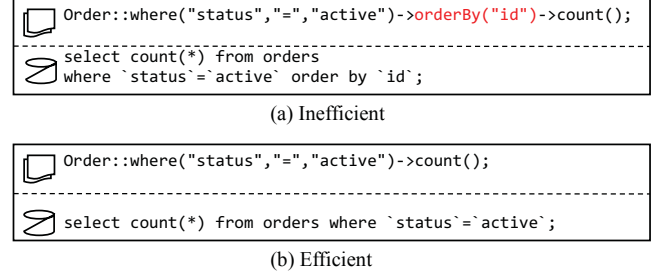 Order::where("status","=","active")->orderBy("id")->count();
select count(*) from orders
where `status`=`active` order by `id`;
(a) Inefficient
Order::where("status","=","active")->count();
select count(*) from orders where `status`=`active`;
(b) Efficient